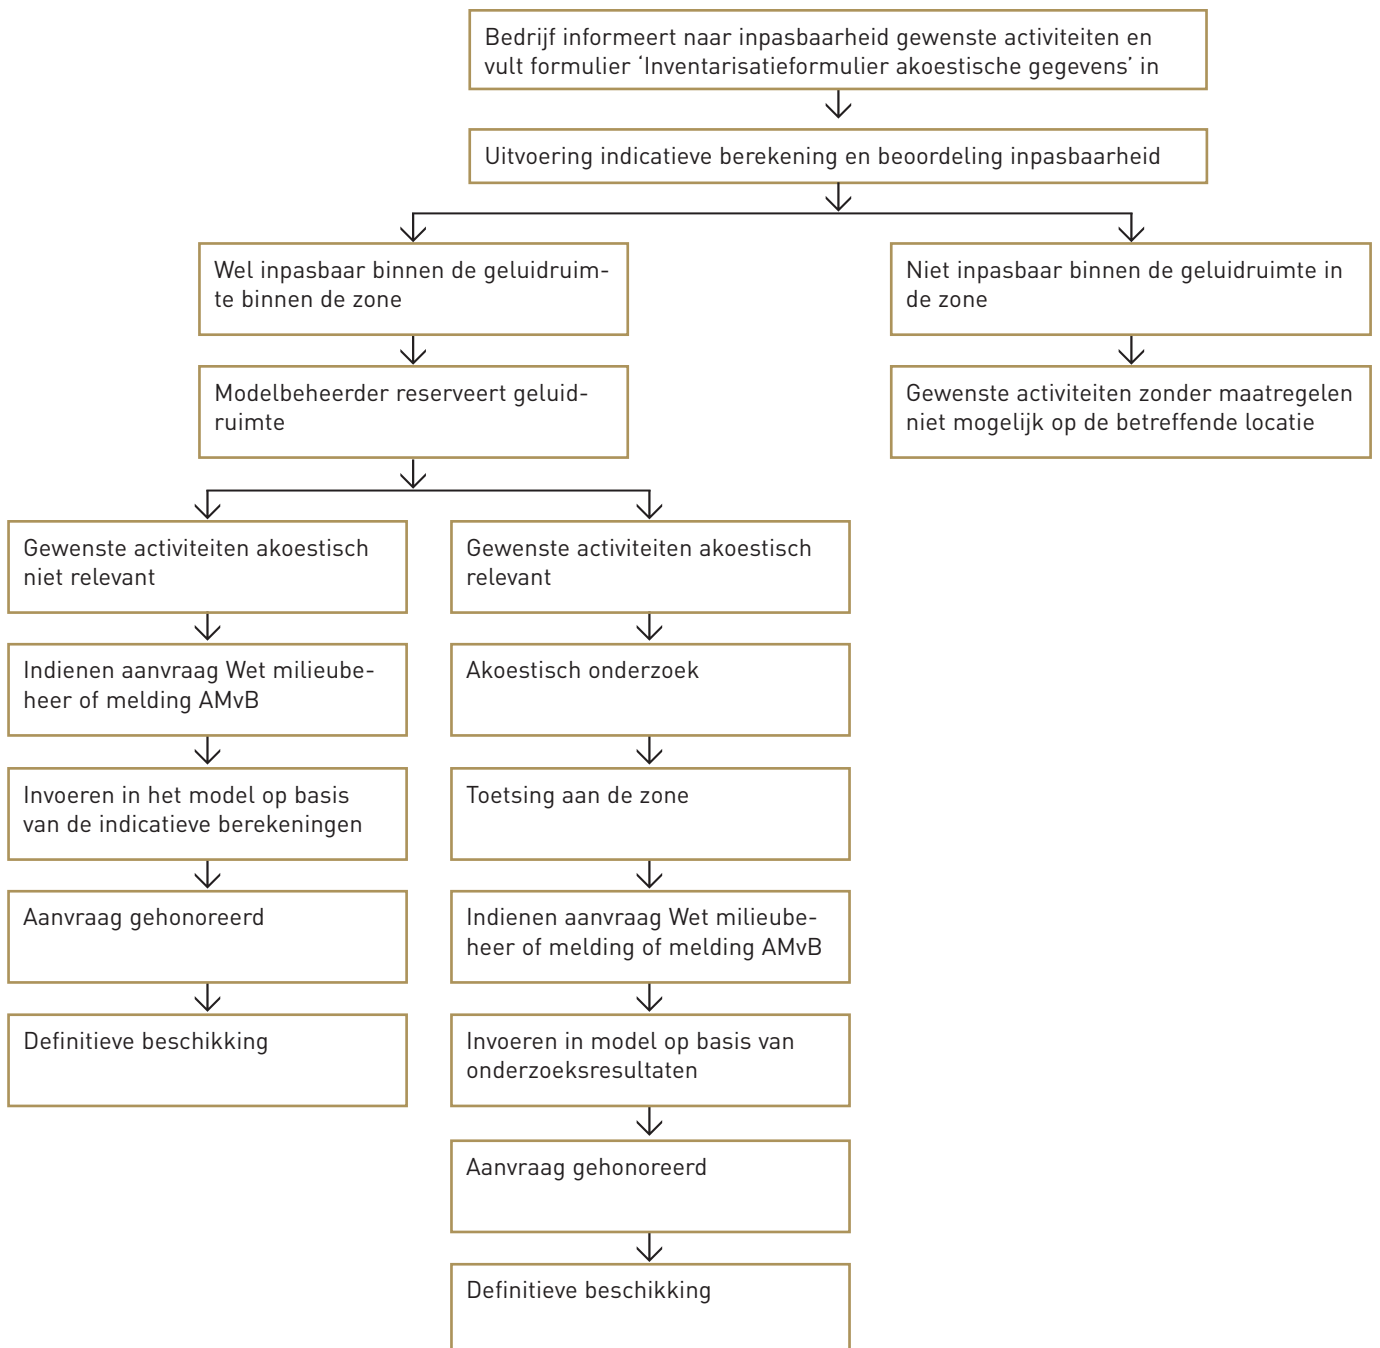 Bedrijf informeert naar inpasbaarheid gewenste activiteiten en
vult formulier ‘Inventarisatieformulier akoestische gegevens’ in
Uitvoering indicatieve berekening en beoordeling inpasbaarheid
Wel inpasbaar binnen de geluidruim-
te binnen de zone
Niet inpasbaar binnen de geluidruimte in
de zone
Modelbeheerder reserveert geluid-
ruimte
Gewenste activiteiten zonder maatregelen
niet mogelijk op de betreffende locatie
Gewenste activiteiten akoestisch
niet relevant
Gewenste activiteiten akoestisch
relevant
Indienen aanvraag Wet milieube-
heer of melding AMvB
Akoestisch onderzoek
Invoeren in het model op basis
van de indicatieve berekeningen
Toetsing aan de zone
Aanvraag gehonoreerd
Indienen aanvraag Wet milieube-
heer of melding of melding AMvB
Definitieve beschikking
Invoeren in model op basis van
onderzoeksresultaten
Aanvraag gehonoreerd
Definitieve beschikking